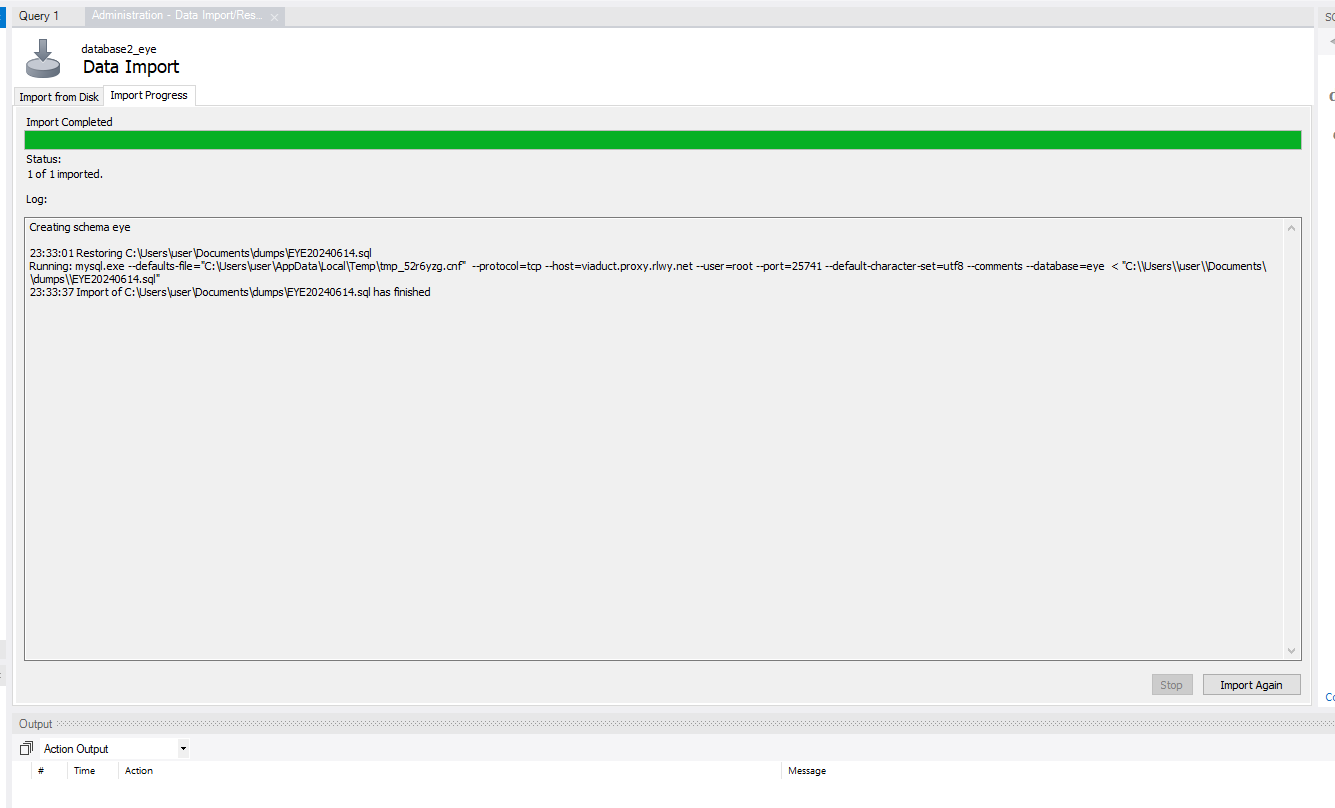 Query 1
Administration - Data Import/Res...
database2_eye
Data Import
Import from Disk
Import Progress
Import Completed
Status:
1 of 1 imported.
Log:
Creating schema eye
23:33:01 Restoring C:\Users\user\Documents\dumps\EYE20240614.sql
Running: mysql.exe --defaults-file="C:\Users\user\AppData\Local\Temp\tmp_52r6yzg.cnf"  --protocol=tcp --host=viaduct.proxy.rlwy.net --user=root --port=25741 --default-character-set=utf8 --comments --database=eye  < "C:\\Users\\user\\Documents\
\dumps\\EYE20240614.sql"
23:33:37 Import of C:\Users\user\Documents\dumps\EYE20240614.sql has finished
Stop
Import Again
Output
Action Output
#
Time
Action
Message